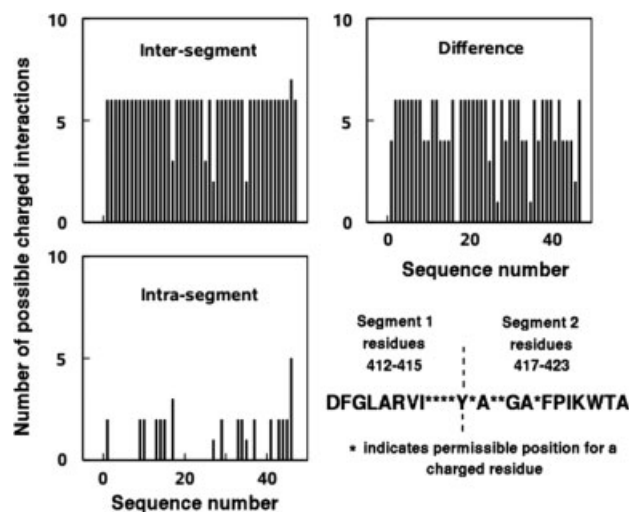 Number of possible charged interactions
10
5
0
Inter-segment
10
5
0
Difference
0
20
40
Sequence number
10
5
0
Intra-segment
0
20
40
Sequence number
Segment 1
residues
412-415
Segment 2
residues
417-423
DFGLARVI****Y*A**GA*FPIKWTA
* indicates permissible position for a
charged residue